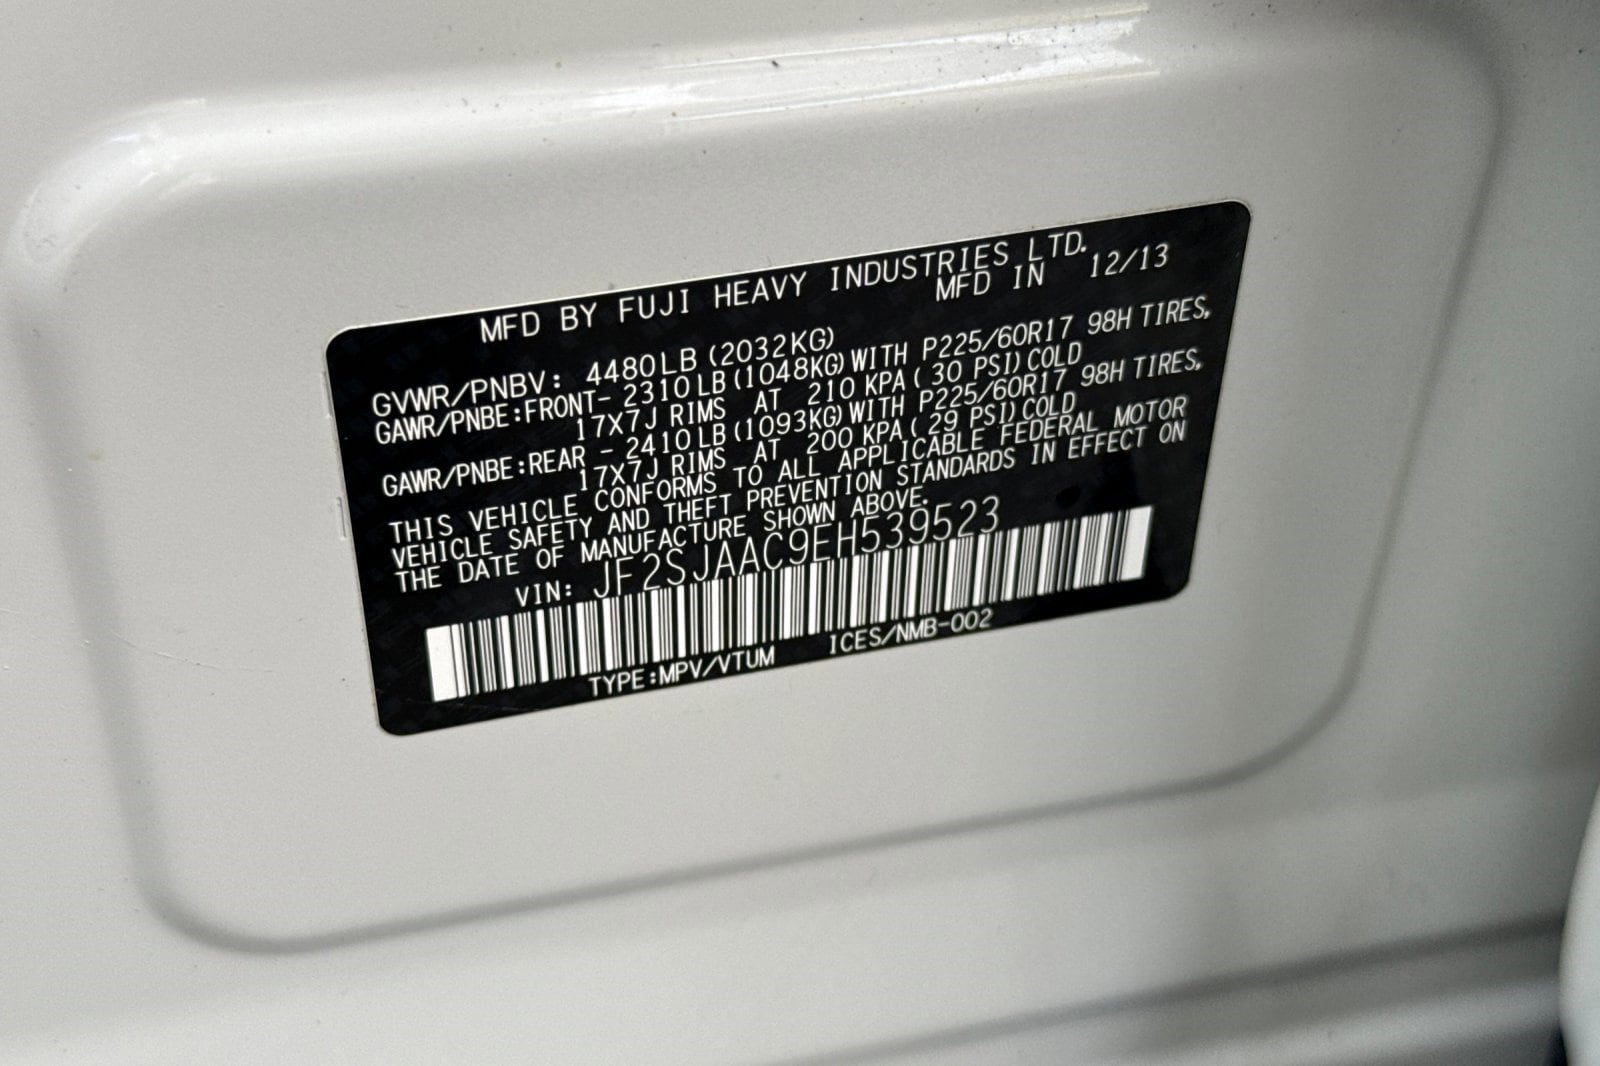 MFD BY FUJI HEAVY INDUSTRIES LTD.
MFD IN 12/13
GVWR/PNBV: 4480LB (2032KG)
GAWR/PNBE:FRONT- 2310LB(1048KG)WITH P225/60R17 98H TIRES,
17X7J RIMS AT 210 KPA( 30 PSI)COLD
GAWR/PNBE:REAR - 2410LB(1093KG)WITH P225/60R17 98H TIRES,
17X7J RIMS AT 200 KPA( 29 PSI)COLD
THIS VEHICLE CONFORMS TO ALL APPLICABLE FEDERAL MOTOR
VEHICLE SAFETY AND THEFT PREVENTION STANDARDS IN EFFECT ON
THE DATE OF MANUFACTURE SHOWN ABOVE.
VIN: JF2SJAAC9EH539523
TYPE:MPV/VTUM ICES/NMB-002